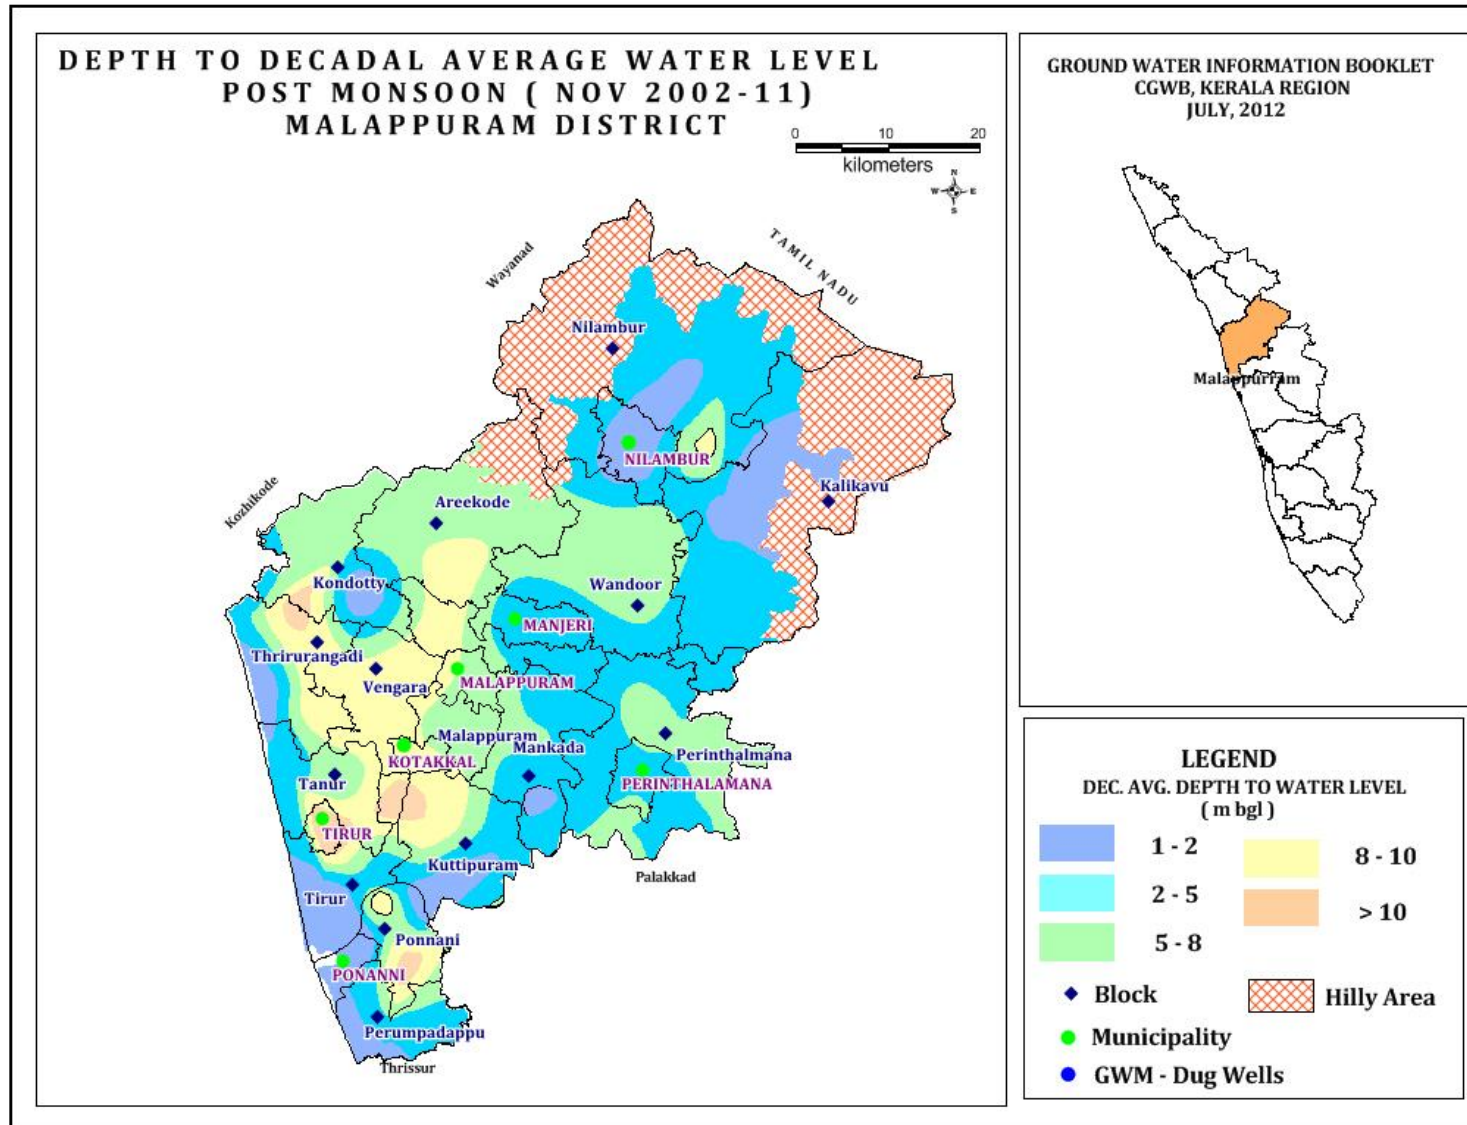 DEPTH TO DECADAL AVERAGE WATER LEVEL
POST MONSOON ( NOV 2002-11)
MALAPPURAM DISTRICT
0 10 20
kilometers
N
W E
S
Wayanad
TAMIL NADU
Nilambur
NILAMBUR
Kalikavu
Kozhikode
Areekode
Kondotty
Wandoor
MANJERI
Thrirurangadi
Vengara
MALAPPURAM
Malappuram
Mankada
KOTAKKAL
Perinthalmana
PERINTHALAMANA
Tanur
TIRUR
Kuttipuram
Palakkad
Tirur
Ponnani
PONANNI
Perumpadappu
Thrissur
GROUND WATER INFORMATION BOOKLET
CGWB, KERALA REGION
JULY, 2012
Malappurram
LEGEND
DEC. AVG. DEPTH TO WATER LEVEL
( m bgl )
1 - 2
8 - 10
2 - 5
> 10
5 - 8
Block
Hilly Area
Municipality
GWM - Dug Wells